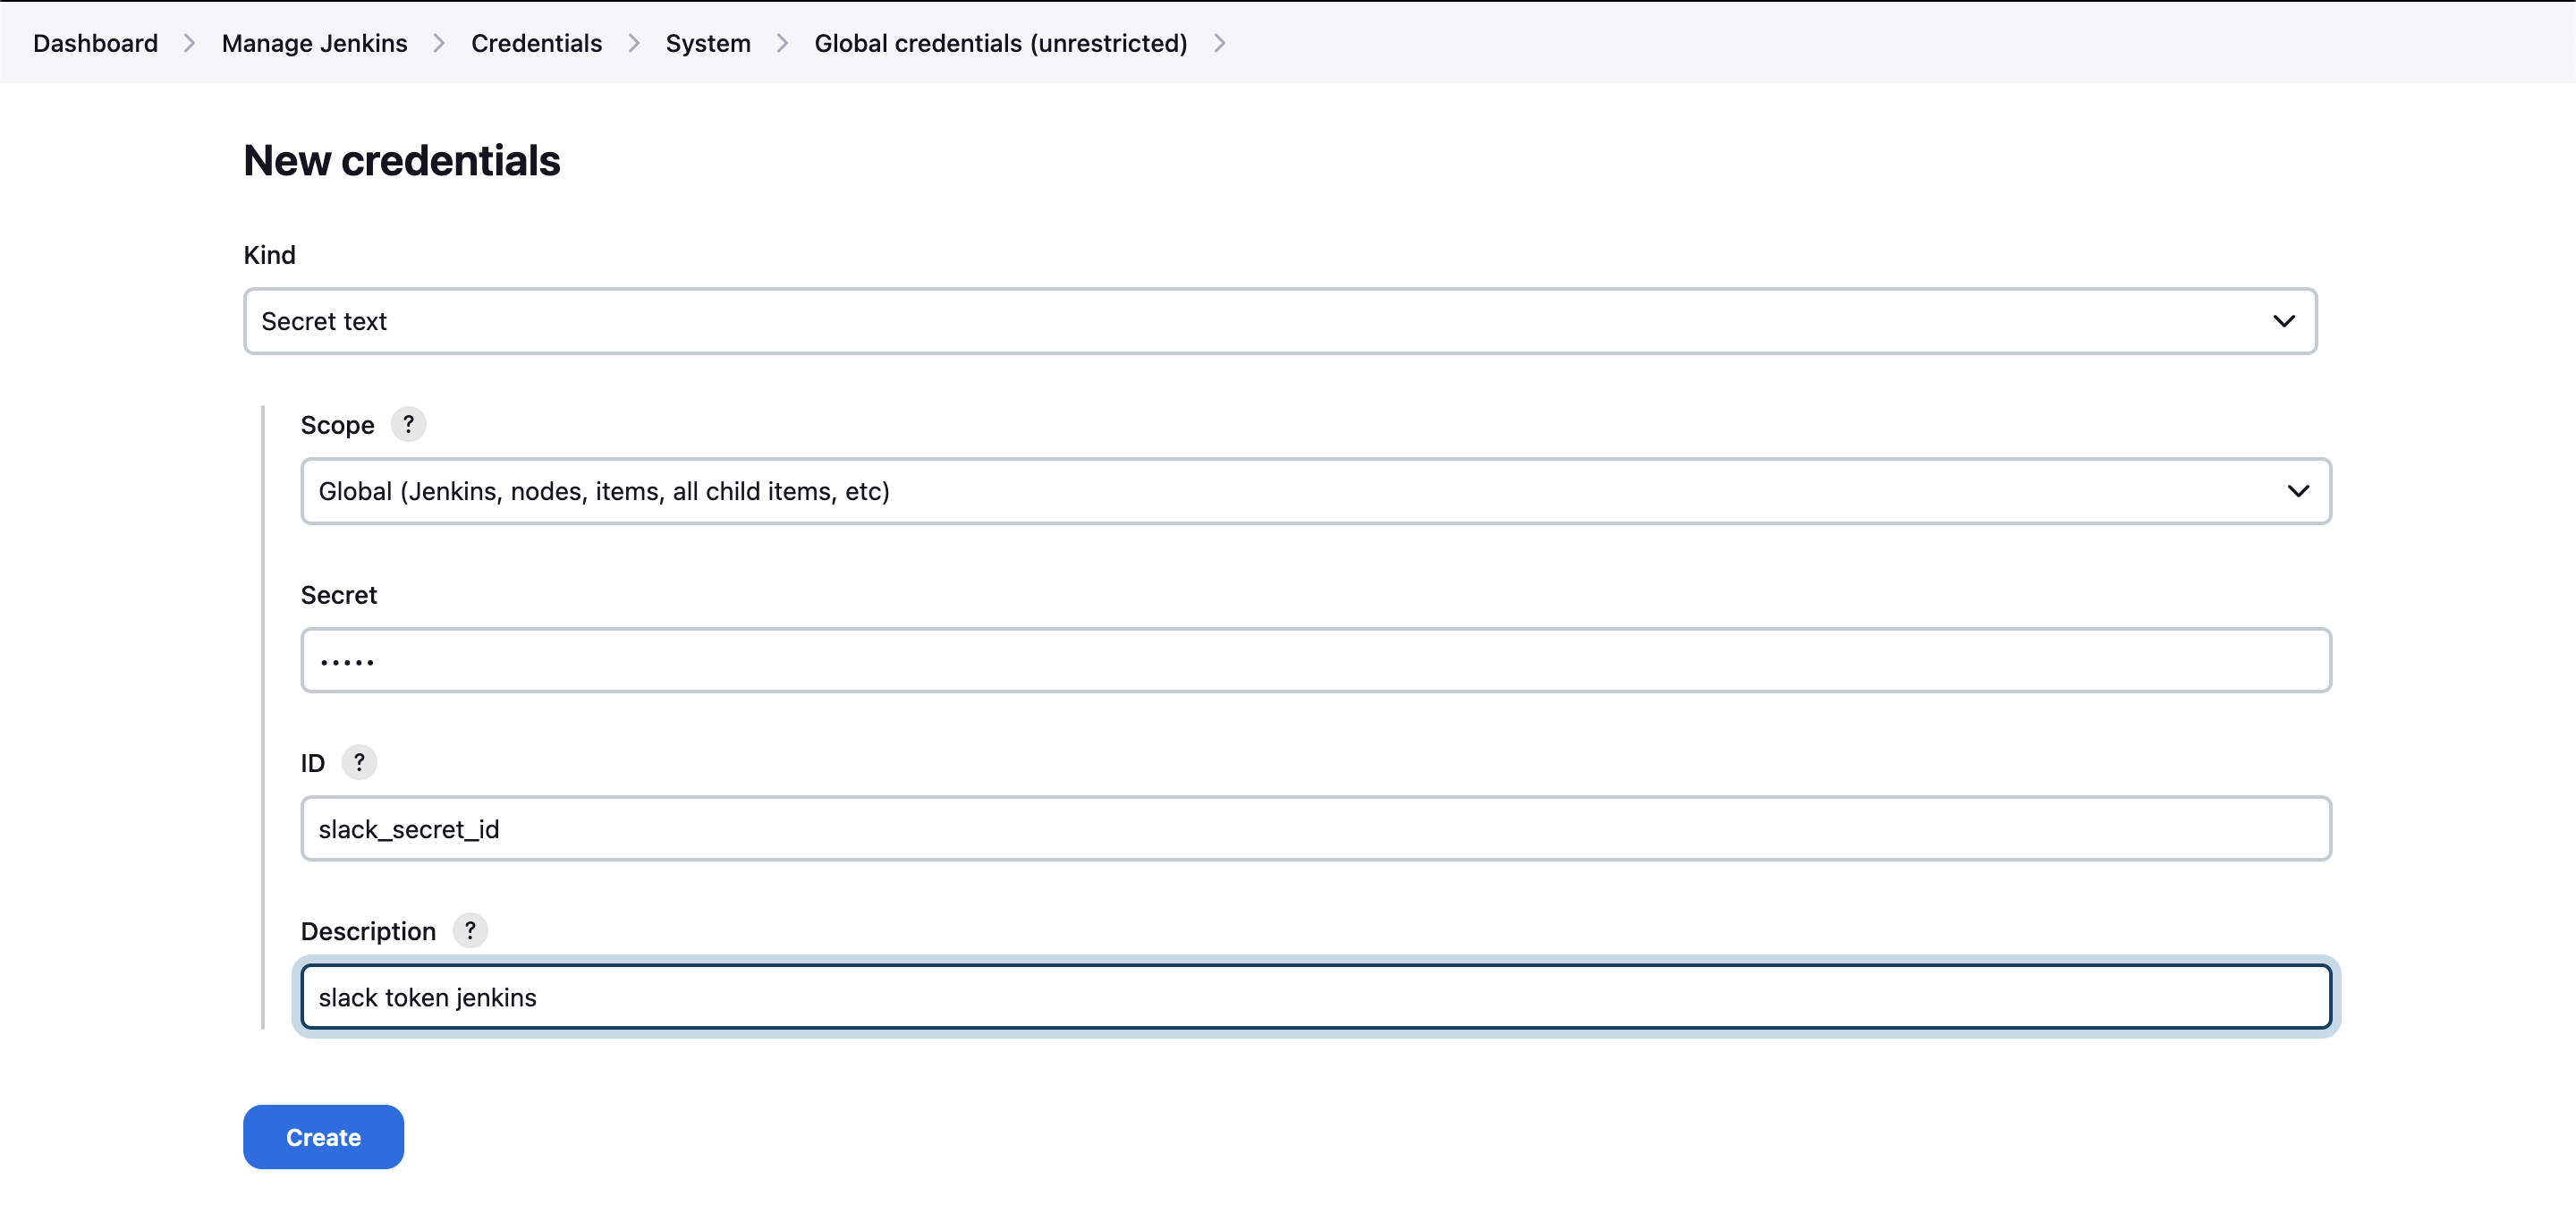 Dashboard > Manage Jenkins > Credentials > System > Global credentials (unrestricted) >
New credentials
Kind
Secret text
Scope ?
Global (Jenkins, nodes, items, all child items, etc)
Secret
•••••
ID ?
slack_secret_id
Description ?
slack token jenkins
Create